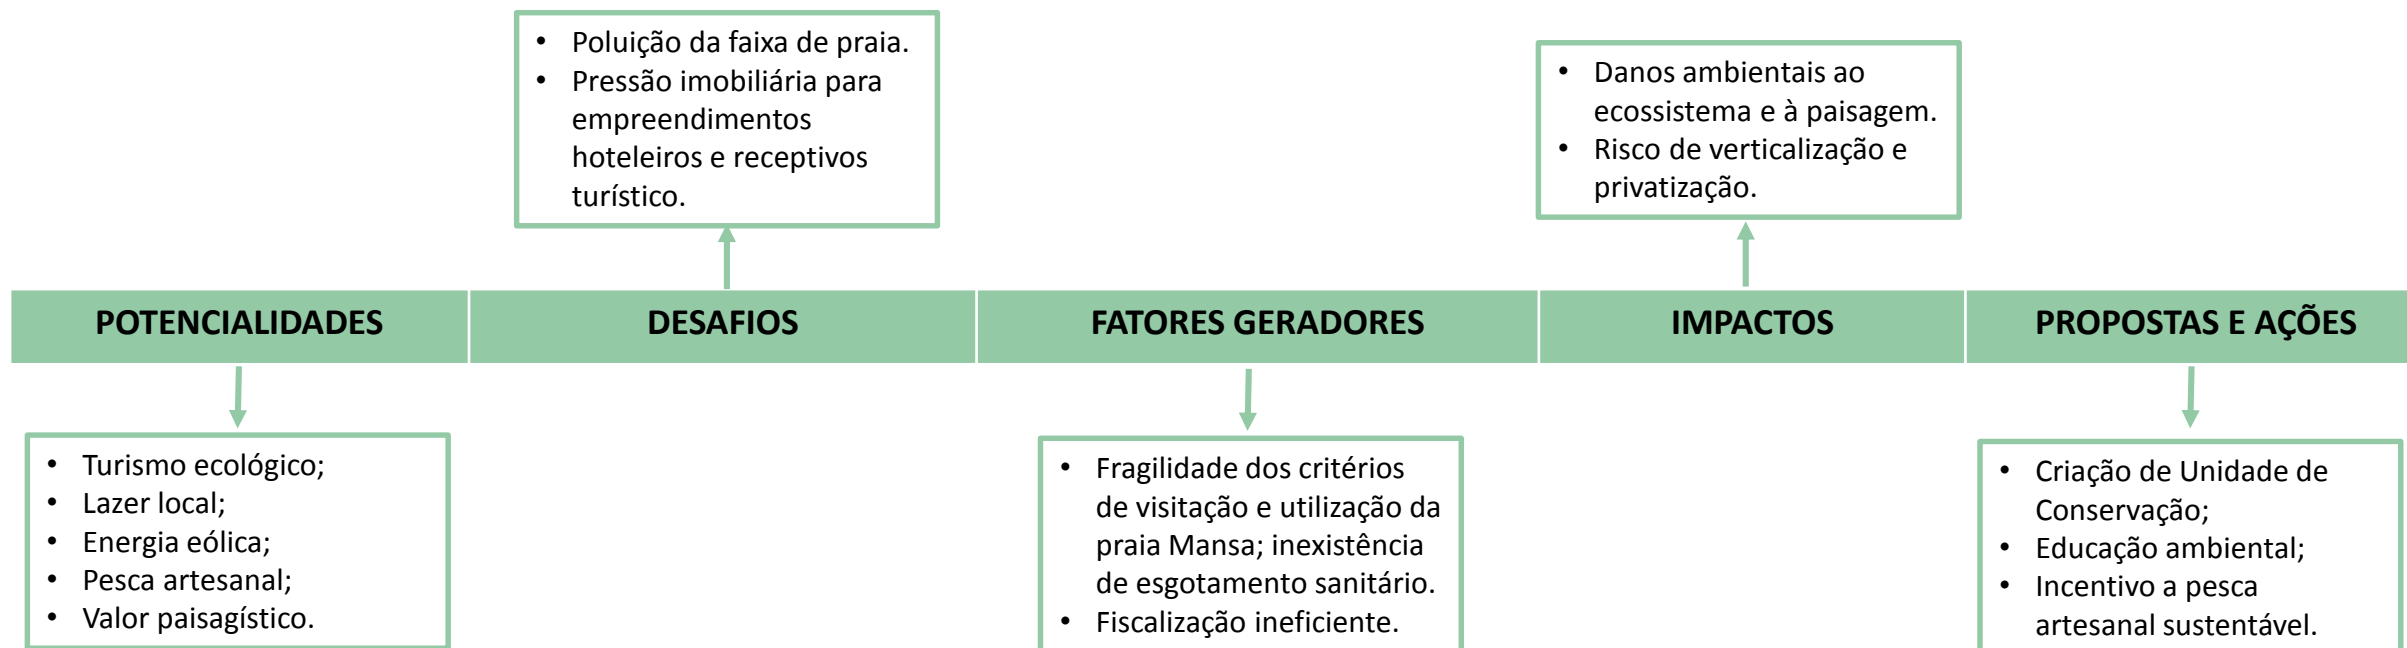 • Poluição da faixa de praia.
• Pressão imobiliária para
empreendimentos
hoteleiros e receptivos
turístico.
• Danos ambientais ao
ecossistema e à paisagem.
• Risco de verticalização e
privatização.
POTENCIALIDADES
DESAFIOS
FATORES GERADORES
IMPACTOS
PROPOSTAS E AÇÕES
• Turismo ecológico;
• Lazer local;
• Energia eólica;
• Pesca artesanal;
• Valor paisagístico.
• Fragilidade dos critérios
de visitação e utilização da
praia Mansa; inexistência
de esgotamento sanitário.
• Fiscalização ineficiente.
• Criação de Unidade de
Conservação;
• Educação ambiental;
• Incentivo a pesca
artesanal sustentável.